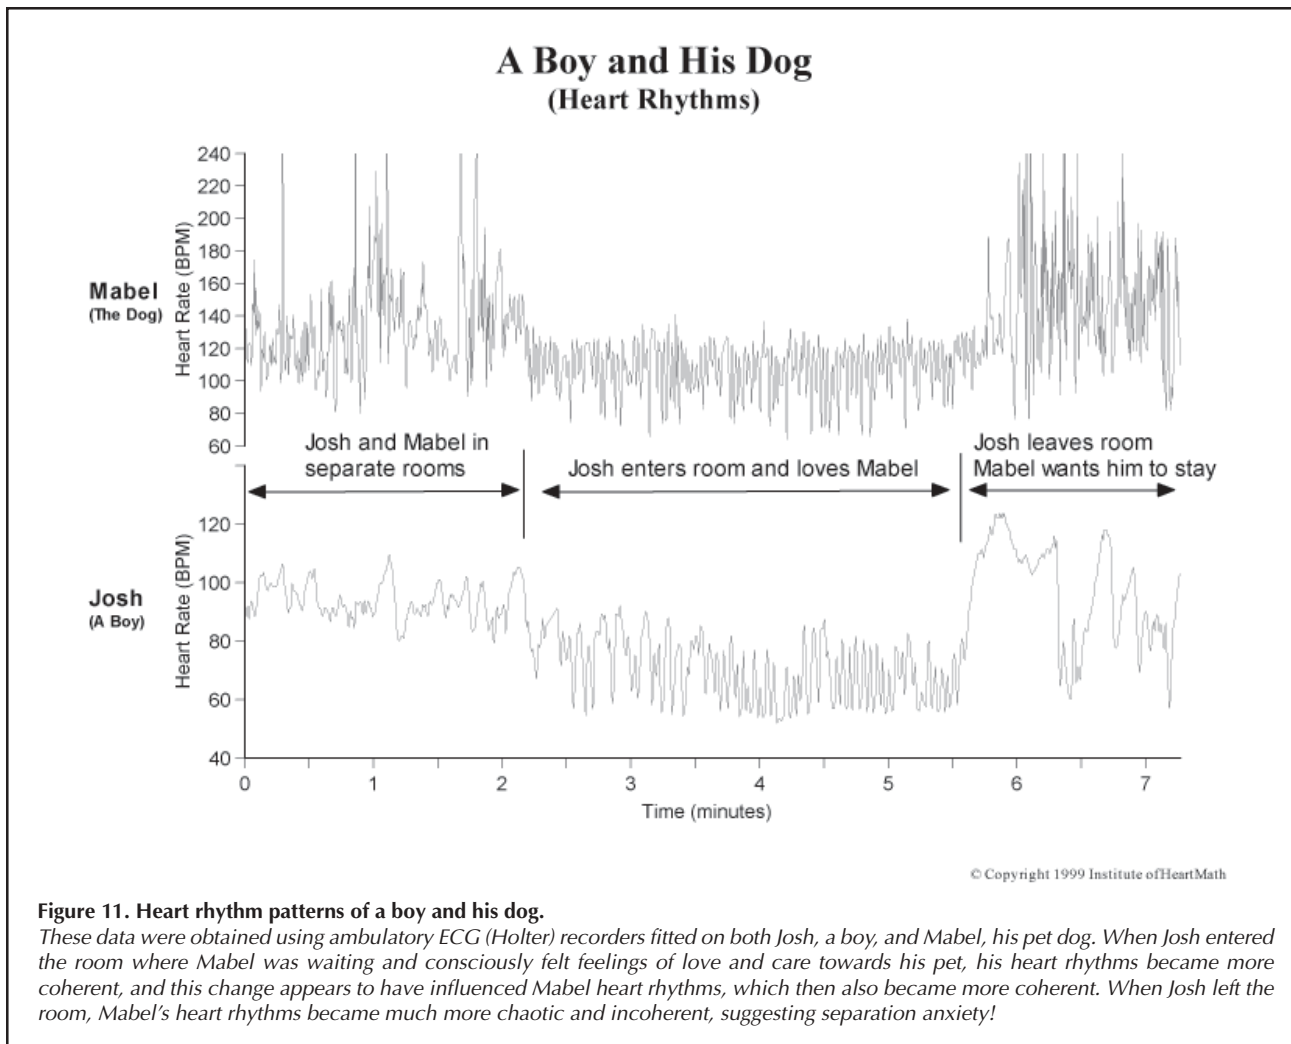 A Boy and His Dog
(Heart Rhythms)
240
220
200
180
160
140
120
100
80
60
Heart Rate (BPM)
Mabel
(The Dog)
Josh and Mabel in
separate rooms
Josh enters room and loves Mabel
Josh leaves room
Mabel wants him to stay
120
100
80
60
40
Heart Rate (BPM)
Josh
(A Boy)
0 1 2 3 4 5 6 7
Time (minutes)
© Copyright 1999 Institute of HeartMath
Figure 11. Heart rhythm patterns of a boy and his dog.
These data were obtained using ambulatory ECG (Holter) recorders fitted on both Josh, a boy, and Mabel, his pet dog. When Josh entered
the room where Mabel was waiting and consciously felt feelings of love and care towards his pet, his heart rhythms became more
coherent, and this change appears to have influenced Mabel heart rhythms, which then also became more coherent. When Josh left the
room, Mabel's heart rhythms became much more chaotic and incoherent, suggesting separation anxiety!